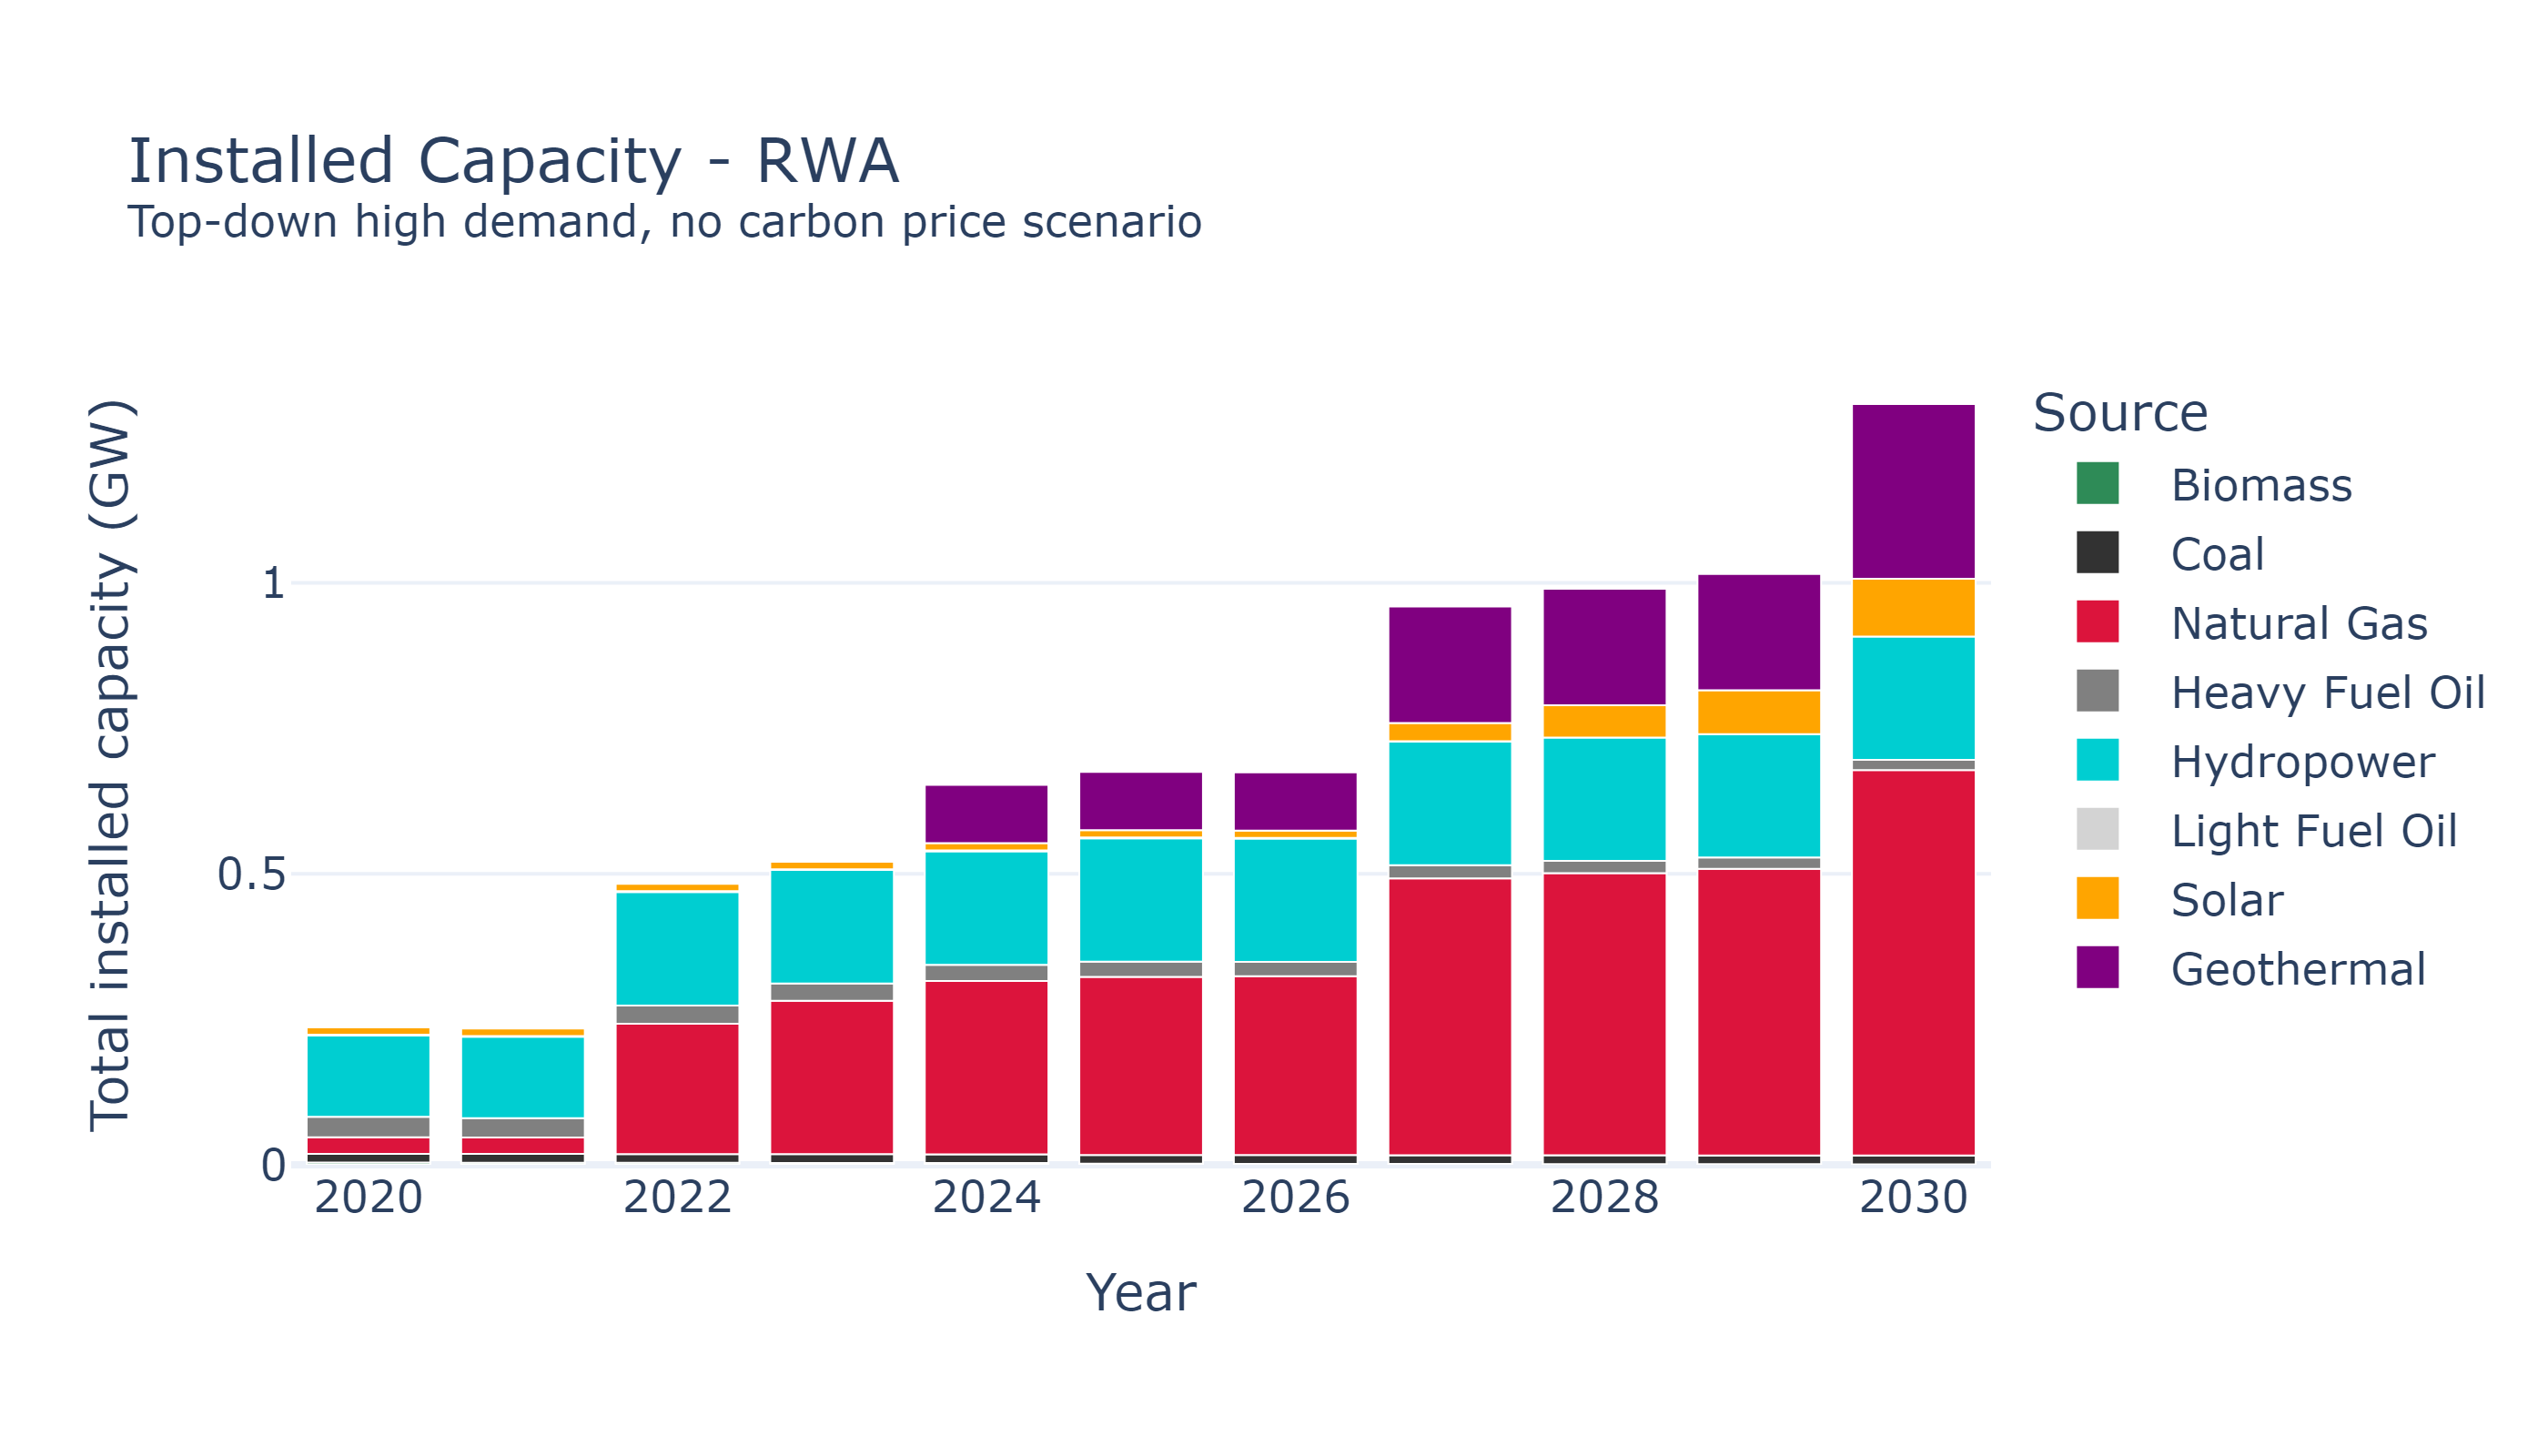 Installed Capacity - RWA
Top-down high demand, no carbon price scenario
Total installed capacity (GW)
1
0.5
0
2020
2022
2024
2026
2028
2030
Year
Source
Biomass
Coal
Natural Gas
Heavy Fuel Oil
Hydropower
Light Fuel Oil
Solar
Geothermal